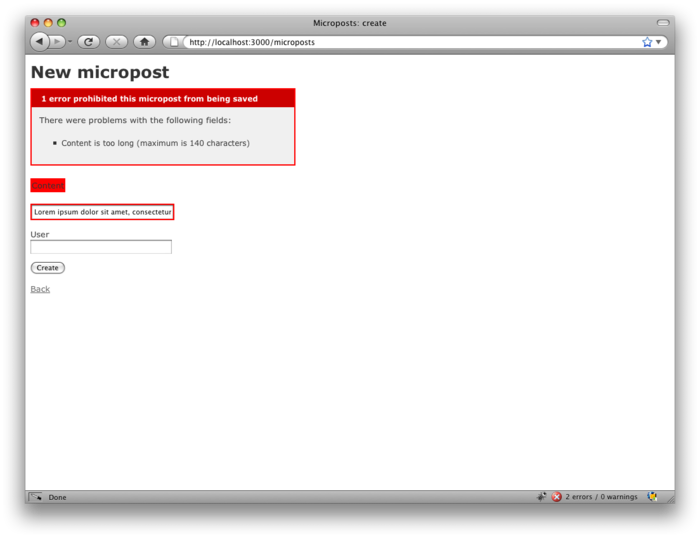 Microposts: create
http://localhost:3000/microposts
New micropost
1 error prohibited this micropost from being saved
There were problems with the following fields:
Content is too long (maximum is 140 characters)
Content
Lorem ipsum dolor sit amet, consectetur
User
Create
Back
Done
2 errors / 0 warnings